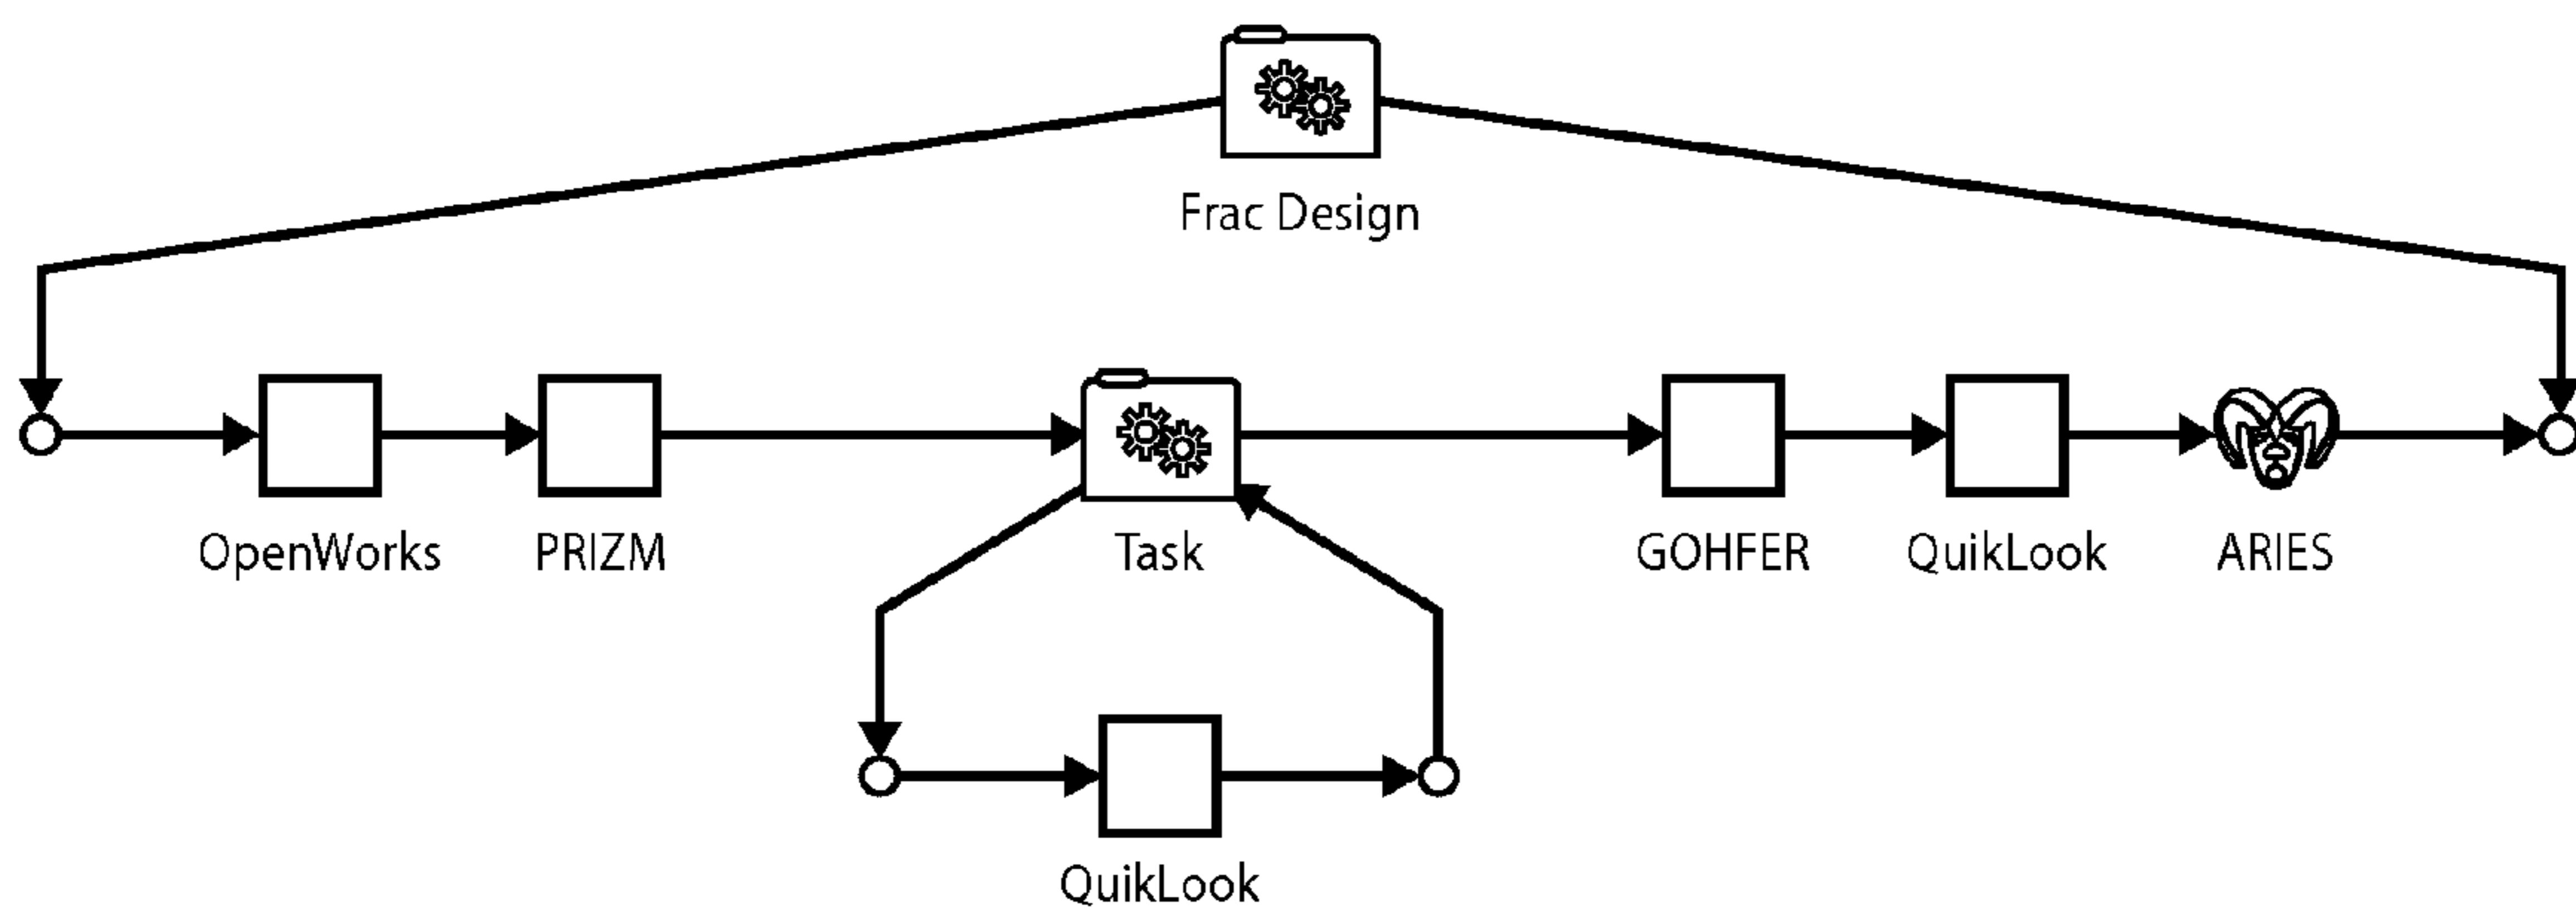 Frac Design
OpenWorks
PRIZM
Task
GOHFER
QuikLook
ARIES
QuikLook